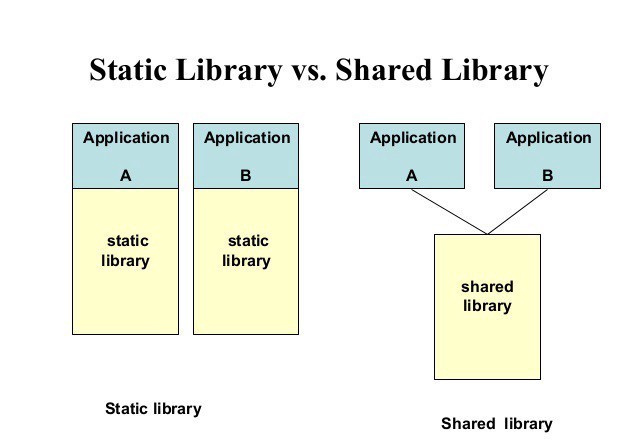 Static Library vs. Shared Library
Application
A
static
library
Application
B
static
library
Application
A
Application
B
shared
library
Static library
Shared library